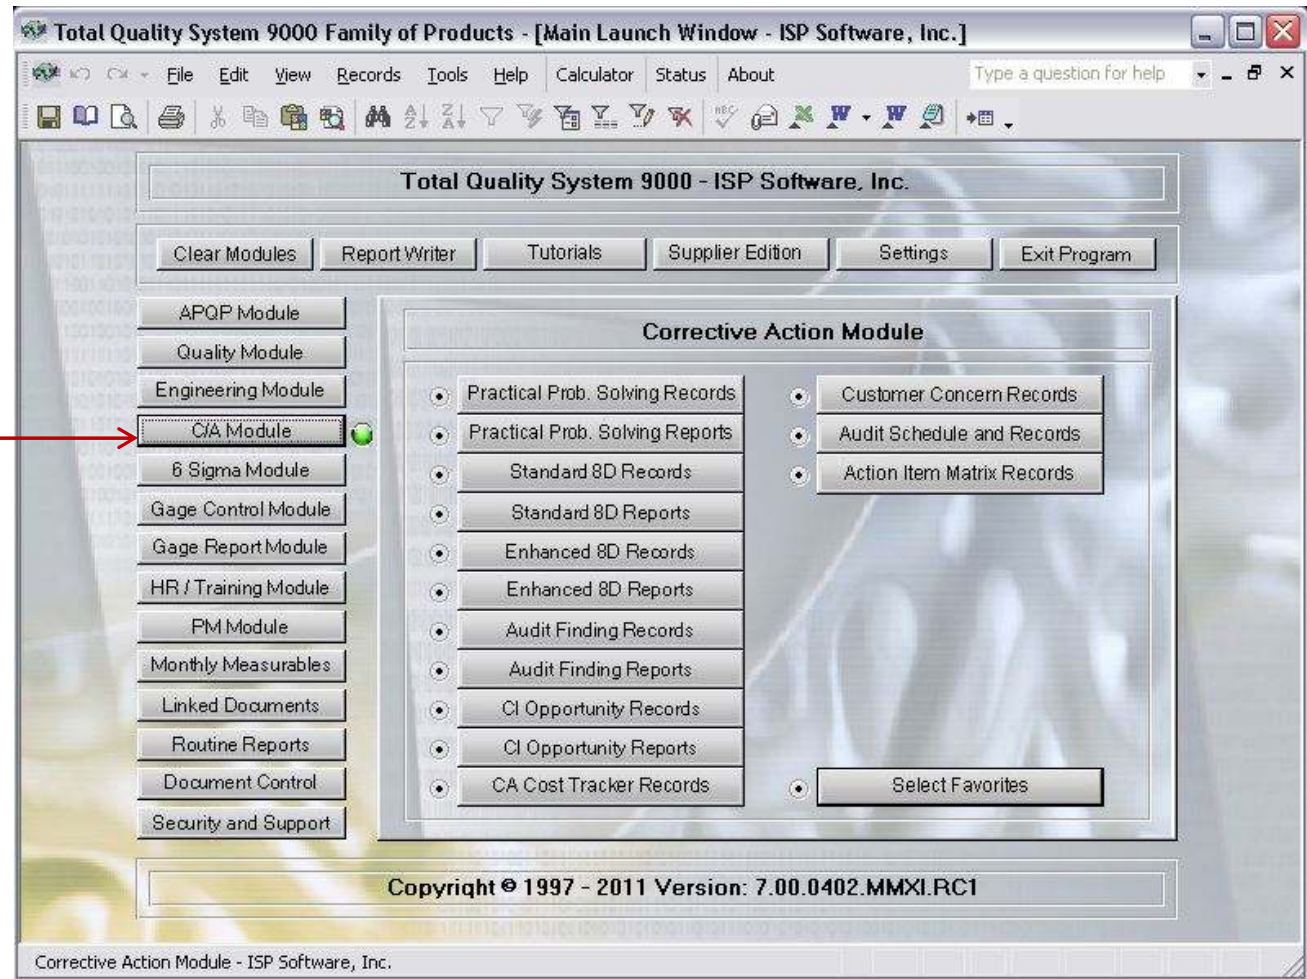 Total Quality System 9000 Family of Products - [Main Launch Window - ISP Software, Inc.]
File Edit View Records Tools Help Calculator Status About Type a question for help
Total Quality System 9000 - ISP Software, Inc.
Clear Modules Report Writer Tutorials Supplier Edition Settings Exit Program
APQP Module
Quality Module
Engineering Module
C/A Module
6 Sigma Module
Gage Control Module
Gage Report Module
HR / Training Module
PM Module
Monthly Measurables
Linked Documents
Routine Reports
Document Control
Security and Support
Corrective Action Module
Practical Prob. Solving Records
Practical Prob. Solving Reports
Standard 8D Records
Standard 8D Reports
Enhanced 8D Records
Enhanced 8D Reports
Audit Finding Records
Audit Finding Reports
CI Opportunity Records
CI Opportunity Reports
CA Cost Tracker Records
Customer Concern Records
Audit Schedule and Records
Action Item Matrix Records
Select Favorites
Copyright © 1997 - 2011 Version: 7.00.0402.MMXI.RC1
Corrective Action Module - ISP Software, Inc.